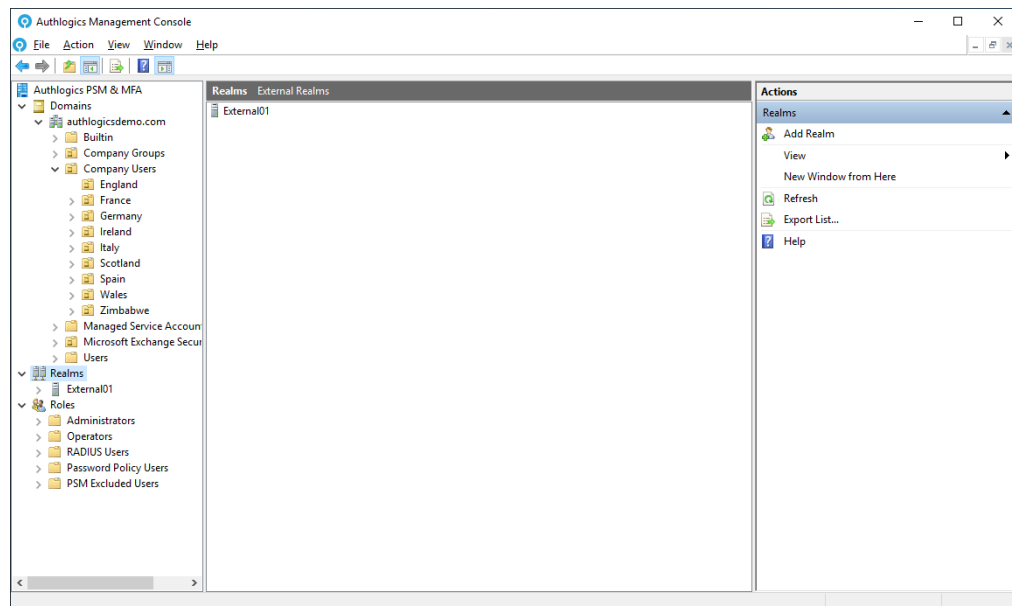 Authlogics Management Console
File Action View Window Help
Authlogics PSM & MFA
Domains
authlogicsdemo.com
Builtin
Company Groups
Company Users
England
France
Germany
Ireland
Italy
Scotland
Spain
Wales
Zimbabwe
Managed Service Accoun
Microsoft Exchange Secur
Users
Realms
External01
Roles
Administrators
Operators
RADIUS Users
Password Policy Users
PSM Excluded Users
Realms External Realms
External01
Actions
Realms
Add Realm
View
New Window from Here
Refresh
Export List...
Help